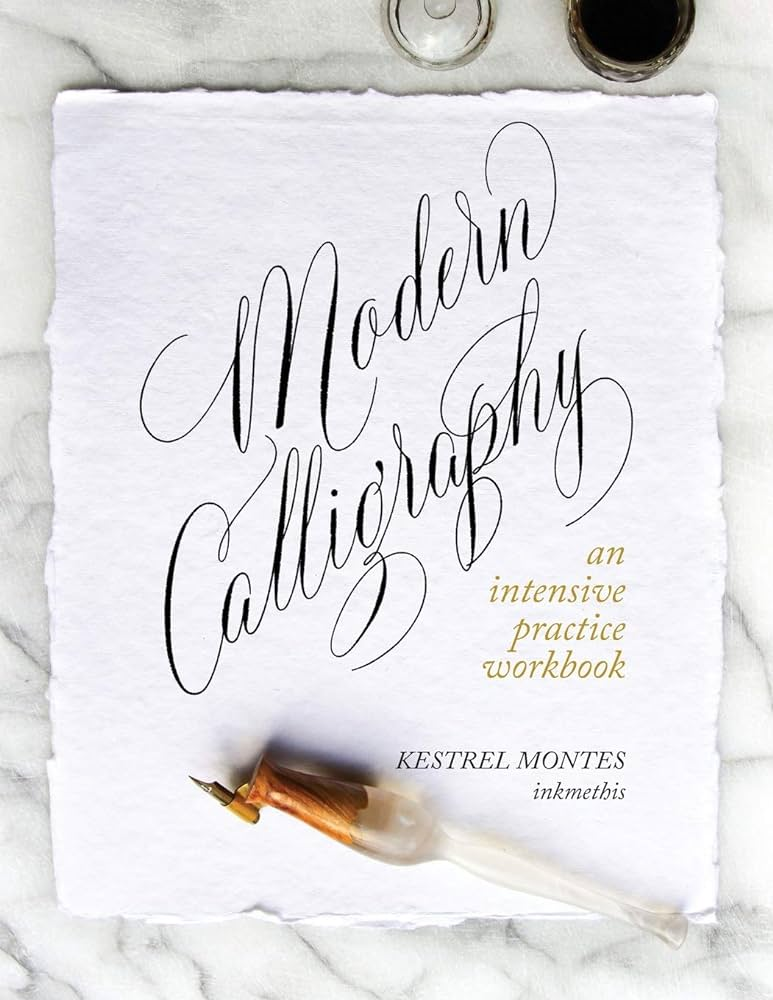 Modern
Calligraphy
an
intensive
practice
workbook
KESTREL MONTES
inkmethis